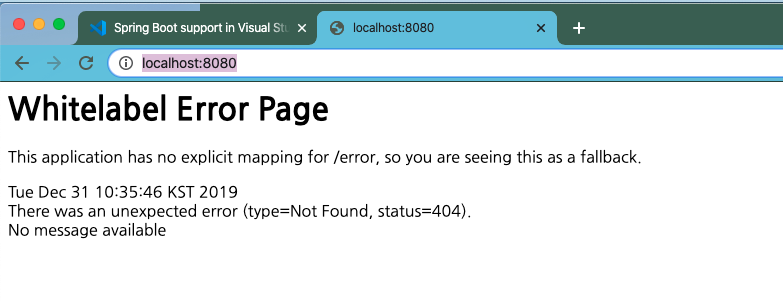 Spring Boot support in Visual Stu
localhost:8080
localhost:8080
Whitelabel Error Page
This application has no explicit mapping for /error, so you are seeing this as a fallback.
Tue Dec 31 10:35:46 KST 2019
There was an unexpected error (type=Not Found, status=404).
No message available